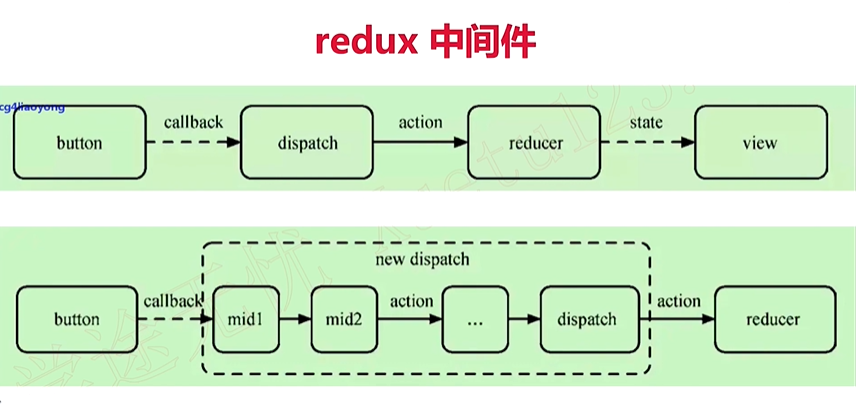 redux 中间件
cg4liaoyong
callback
action
state
button
dispatch
reducer
view
new dispatch
callback
action
action
button
mid1
mid2
...
dispatch
reducer